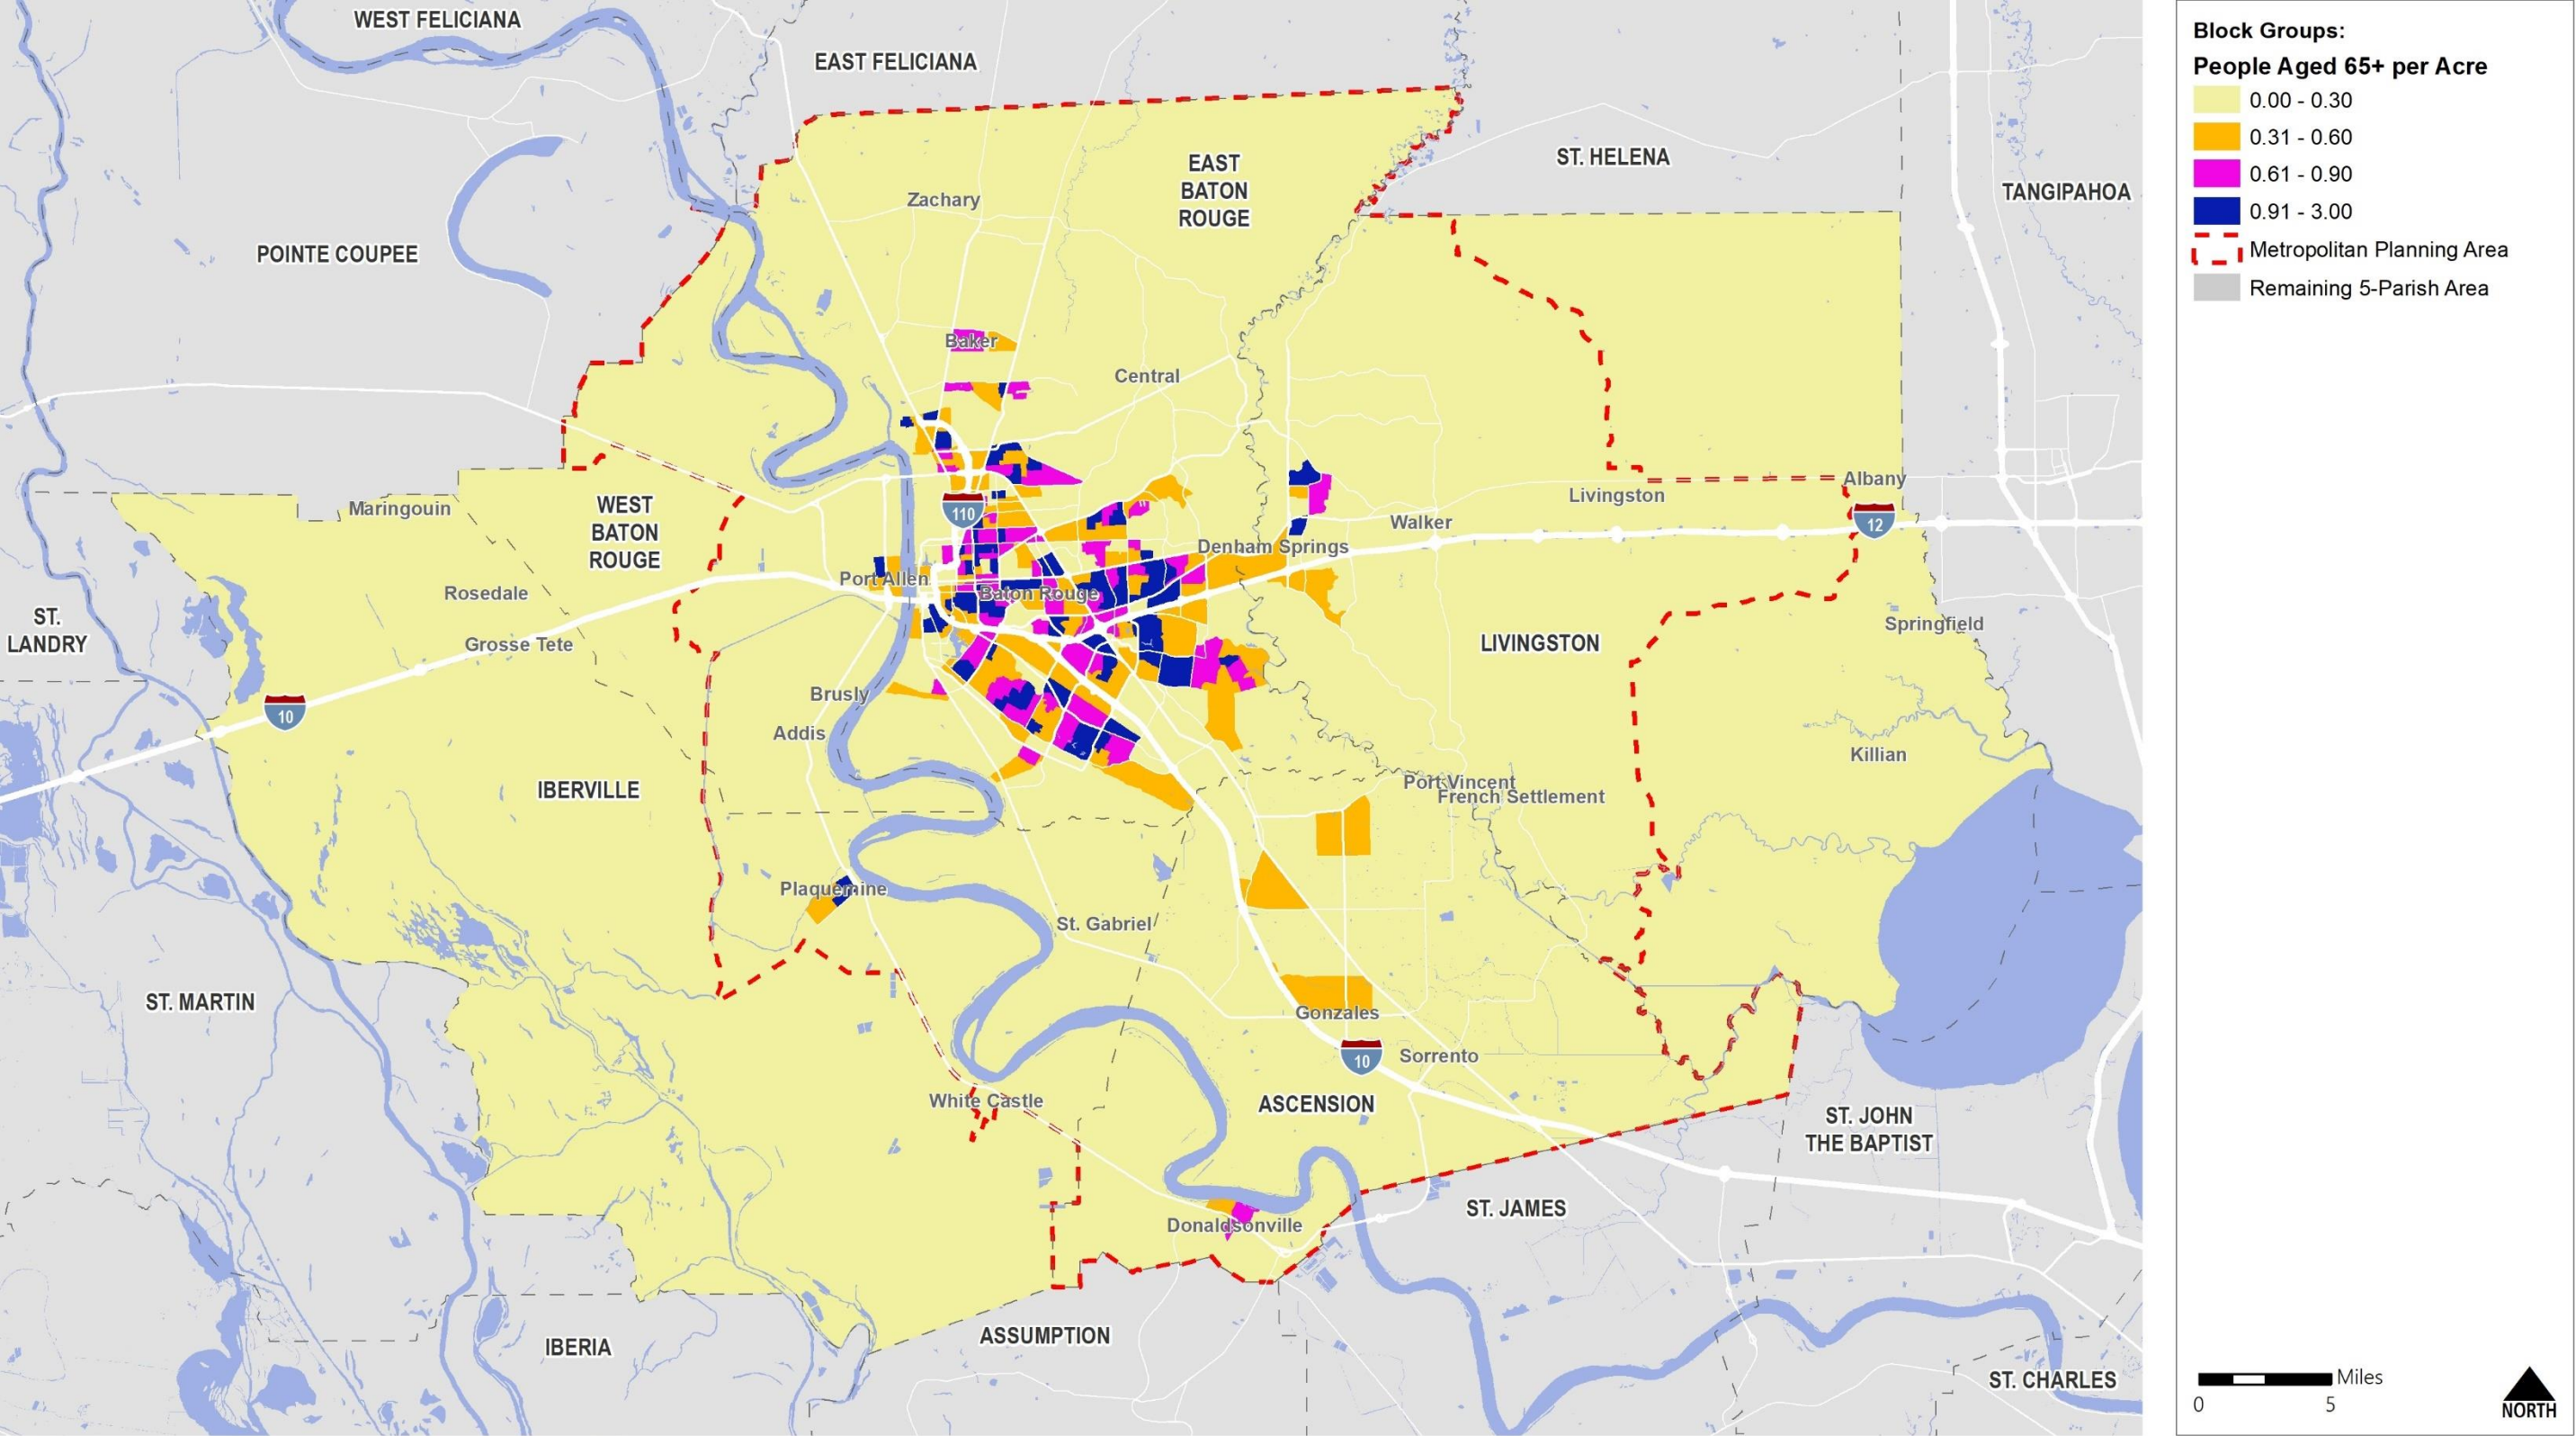 WEST FELICIANA
EAST FELICIANA
EAST
BATON
ROUGE
ST. HELENA
TANGIPAHOA
Zachary
POINTE COUPEE
Baker
Central
Maringouin
WEST
BATON
ROUGE
110
Albany
Livingston
12
Walker
Denham Springs
Port Allen
Baton Rouge
Rosedale
ST.
LANDRY
Grosse Tete
LIVINGSTON
Springfield
10
Brusly
Addis
Killian
IBERVILLE
Port Vincent
French Settlement
Plaquemine
St. Gabriel
ST. MARTIN
Gonzales
10
Sorrento
White Castle
ASCENSION
ST. JOHN
THE BAPTIST
ST. JAMES
Donaldsonville
IBERIA
ASSUMPTION
ST. CHARLES
Block Groups:
People Aged 65+ per Acre
0.00 - 0.30
0.31 - 0.60
0.61 - 0.90
0.91 - 3.00
Metropolitan Planning Area
Remaining 5-Parish Area
Miles
0 5
NORTH